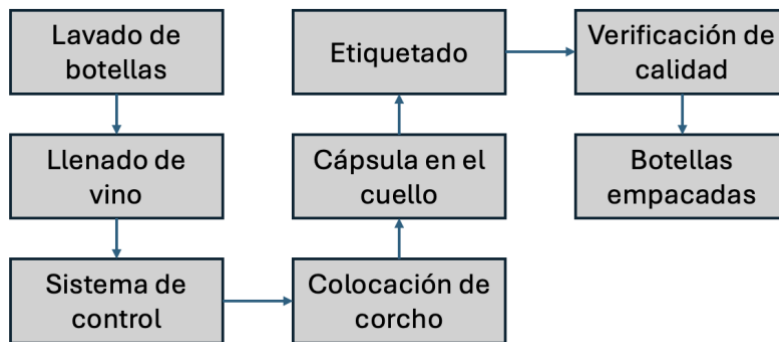 Lavado de
botellas
Llenado de
vino
Sistema de
control
Colocación de
corcho
Cápsula en el
cuello
Etiquetado
Verificación de
calidad
Botellas
empacadas